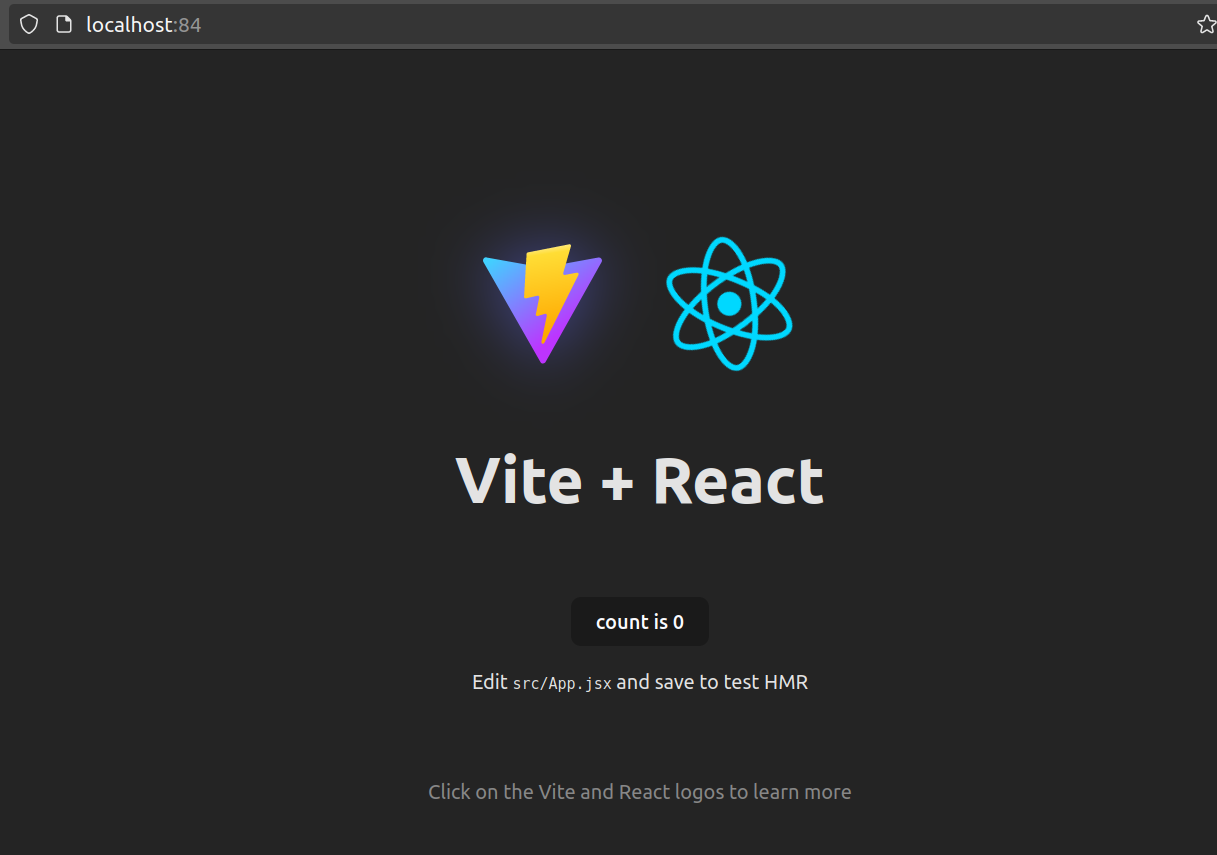 localhost:84
Vite + React
count is 0
Edit src/App.jsx and save to test HMR
Click on the Vite and React logos to learn more